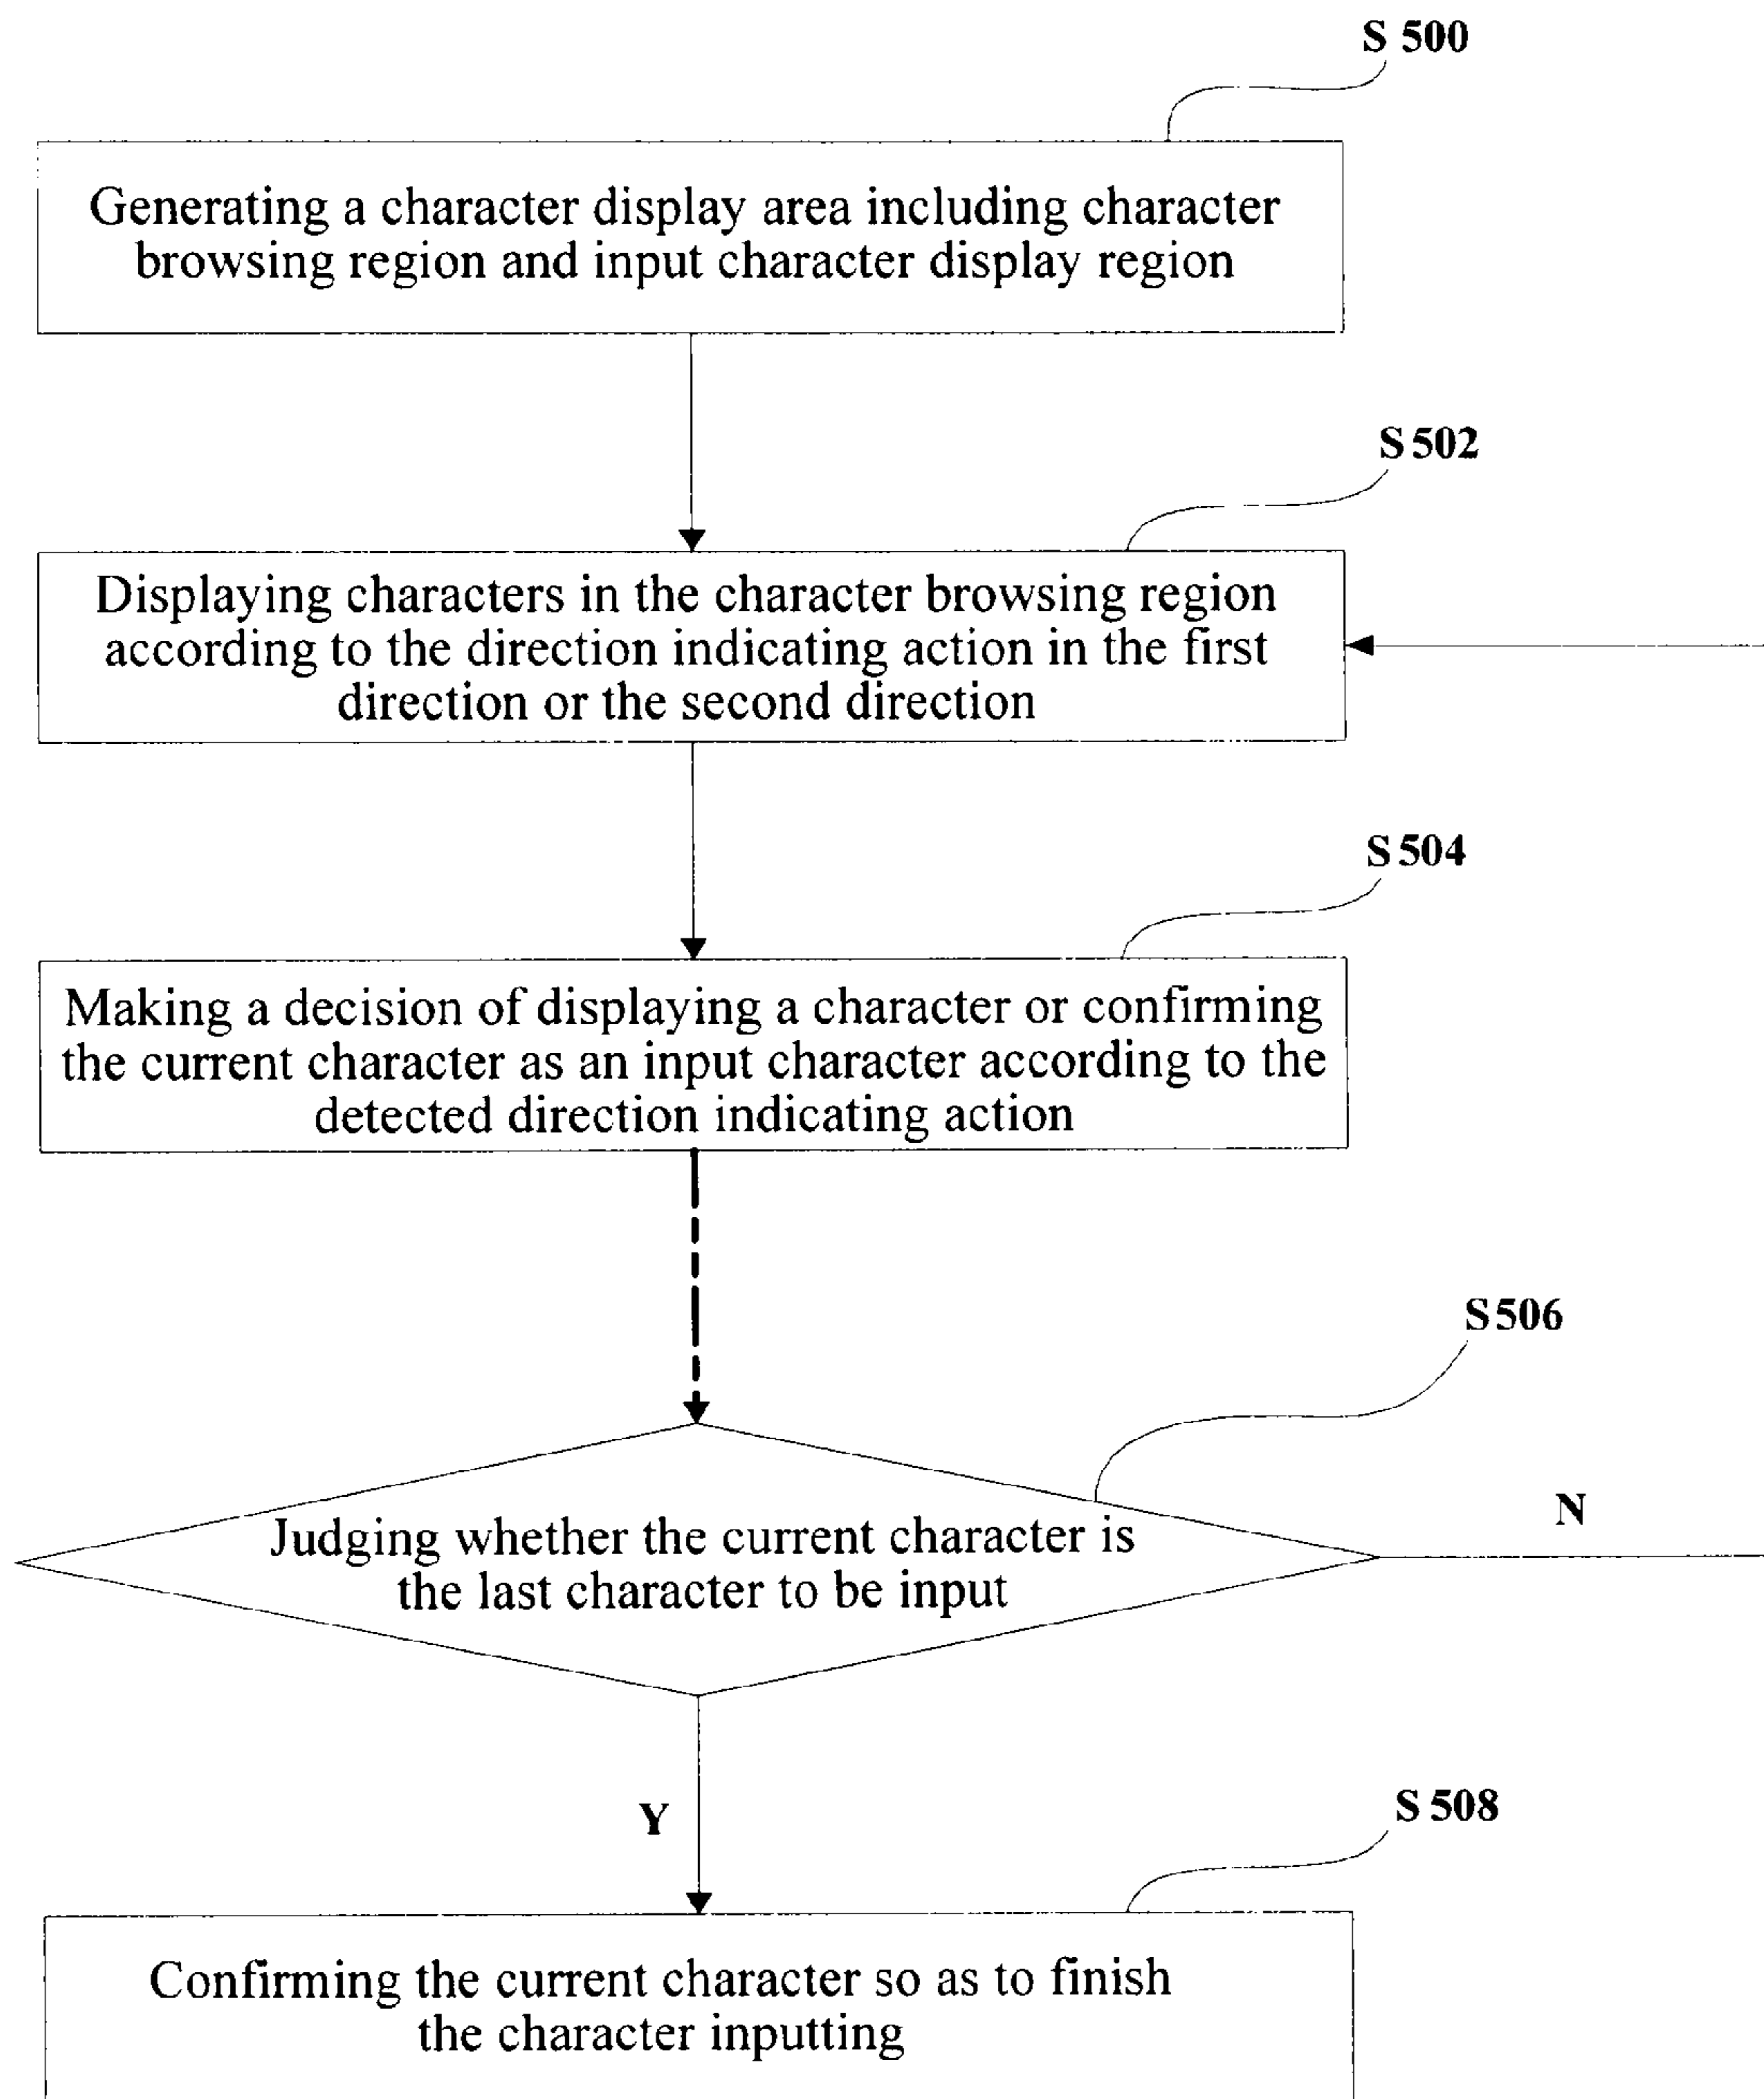 S 500
Generating a character display area including character
browsing region and input character display region
S 502
Displaying characters in the character browsing region
according to the direction indicating action in the first
direction or the second direction
S 504
Making a decision of displaying a character or confirming
the current character as an input character according to the
detected direction indicating action
S 506
Judging whether the current character is
the last character to be input
N
Y
S 508
Confirming the current character so as to finish
the character inputting